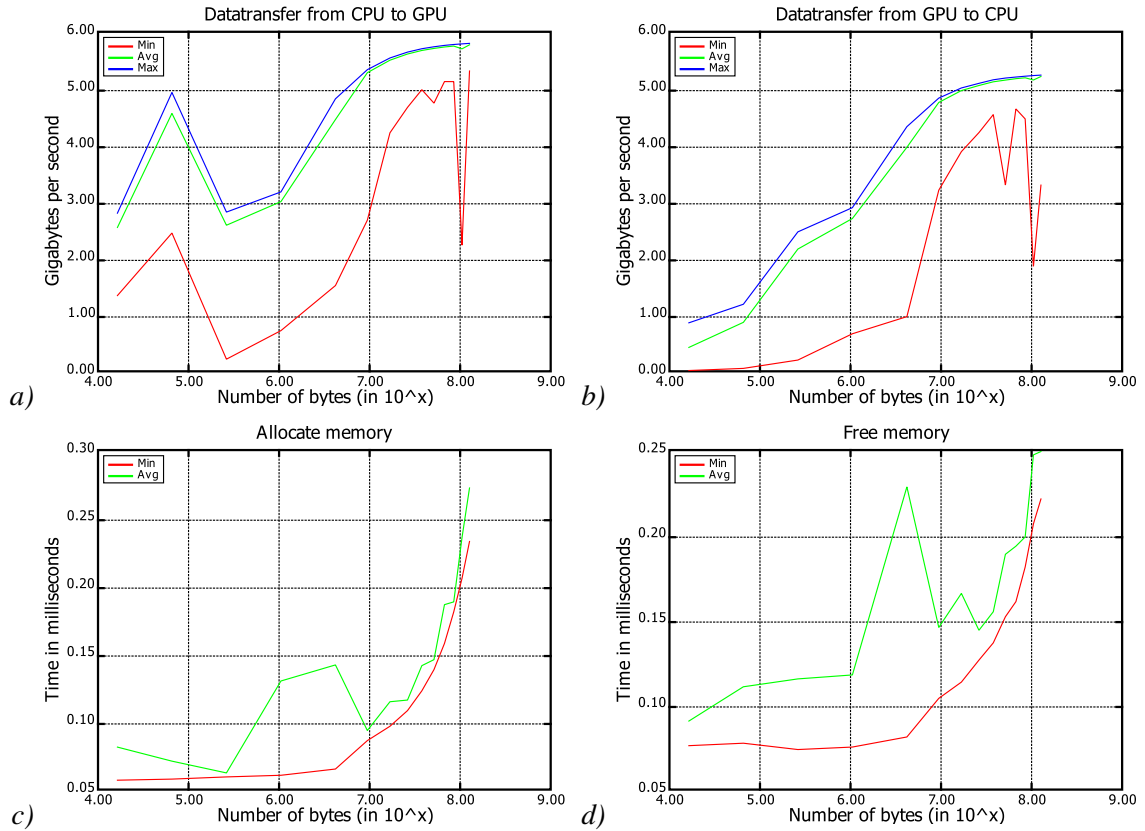 Datatransfer from CPU to GPU
6.00
5.00
4.00
3.00
2.00
1.00
0.00
Gigabytes per second
Min
Avg
Max
4.00 5.00 6.00 7.00 8.00 9.00
Number of bytes (in 10^x)
a)
Datatransfer from GPU to CPU
6.00
5.00
4.00
3.00
2.00
1.00
0.00
Gigabytes per second
Min
Avg
Max
4.00 5.00 6.00 7.00 8.00 9.00
Number of bytes (in 10^x)
b)
Allocate memory
0.30
0.25
0.20
0.15
0.10
0.05
Time in milliseconds
Min
Avg
4.00 5.00 6.00 7.00 8.00 9.00
Number of bytes (in 10^x)
c)
Free memory
0.25
0.20
0.15
0.10
0.05
Time in milliseconds
Min
Avg
4.00 5.00 6.00 7.00 8.00 9.00
Number of bytes (in 10^x)
d)